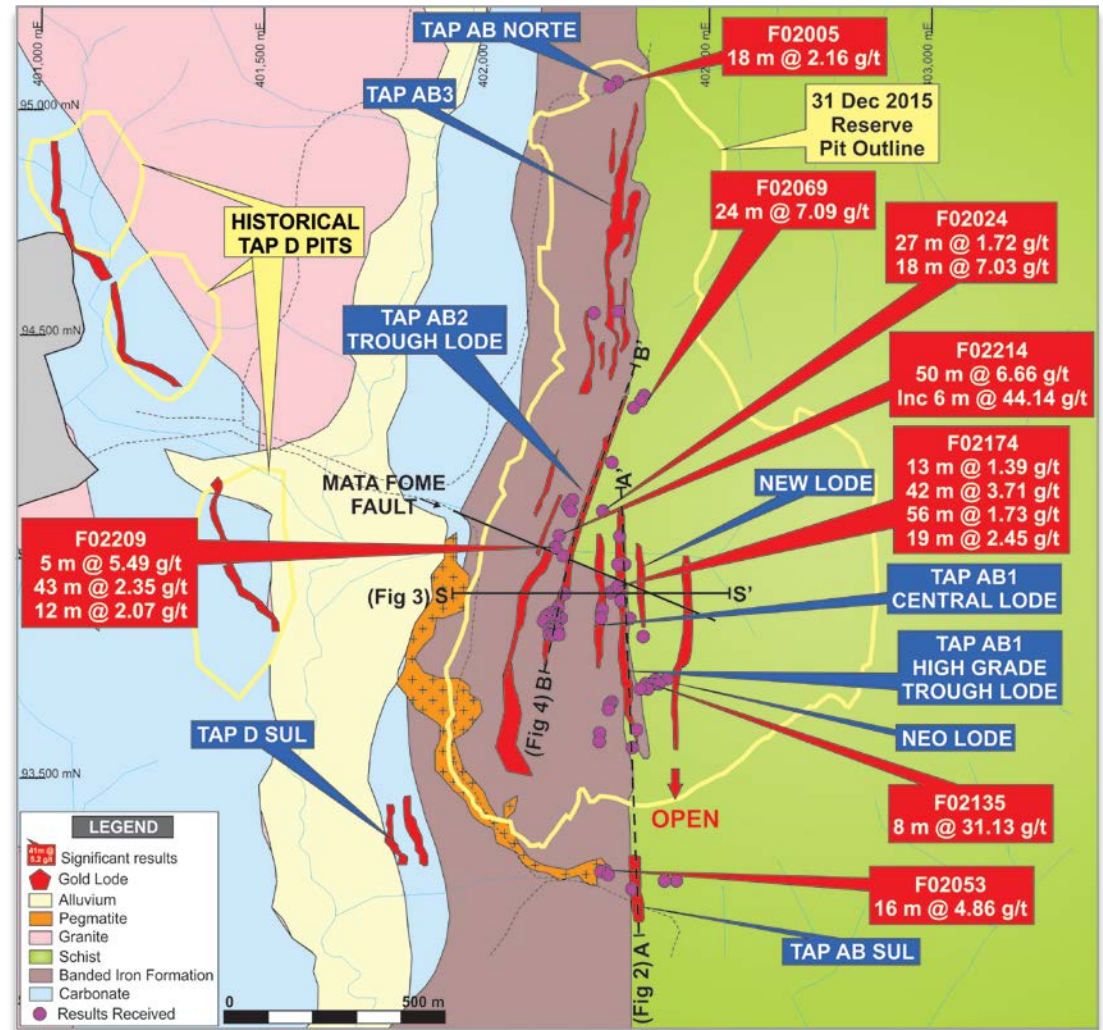 401,000 mE
401,500 mE
402,000 mE
403,000 mE
95,000 mN
94,500 mN
93,500 mN
TAP AB NORTE
F02005
18 m @ 2.16 g/t
TAP AB3
31 Dec 2015
Reserve
Pit Outline
F02069
24 m @ 7.09 g/t
HISTORICAL
TAP D PITS
F02024
27 m @ 1.72 g/t
18 m @ 7.03 g/t
TAP AB2
TROUGH LODE
B'
F02214
50 m @ 6.66 g/t
Inc 6 m @ 44.14 g/t
A'
MATA FOME
FAULT
NEW LODE
F02174
13 m @ 1.39 g/t
42 m @ 3.71 g/t
56 m @ 1.73 g/t
19 m @ 2.45 g/t
F02209
5 m @ 5.49 g/t
43 m @ 2.35 g/t
12 m @ 2.07 g/t
(Fig 3) S
S'
TAP AB1
CENTRAL LODE
TAP AB1
HIGH GRADE
TROUGH LODE
(Fig 4) B
NEO LODE
TAP D SUL
OPEN
F02135
8 m @ 31.13 g/t
F02053
16 m @ 4.86 g/t
TAP AB SUL
(Fig 2) A
LEGEND
41m @
5.2 g/t
Significant results
Gold Lode
Alluvium
Pegmatite
Granite
Schist
Banded Iron Formation
Carbonate
Results Received
0
500 m